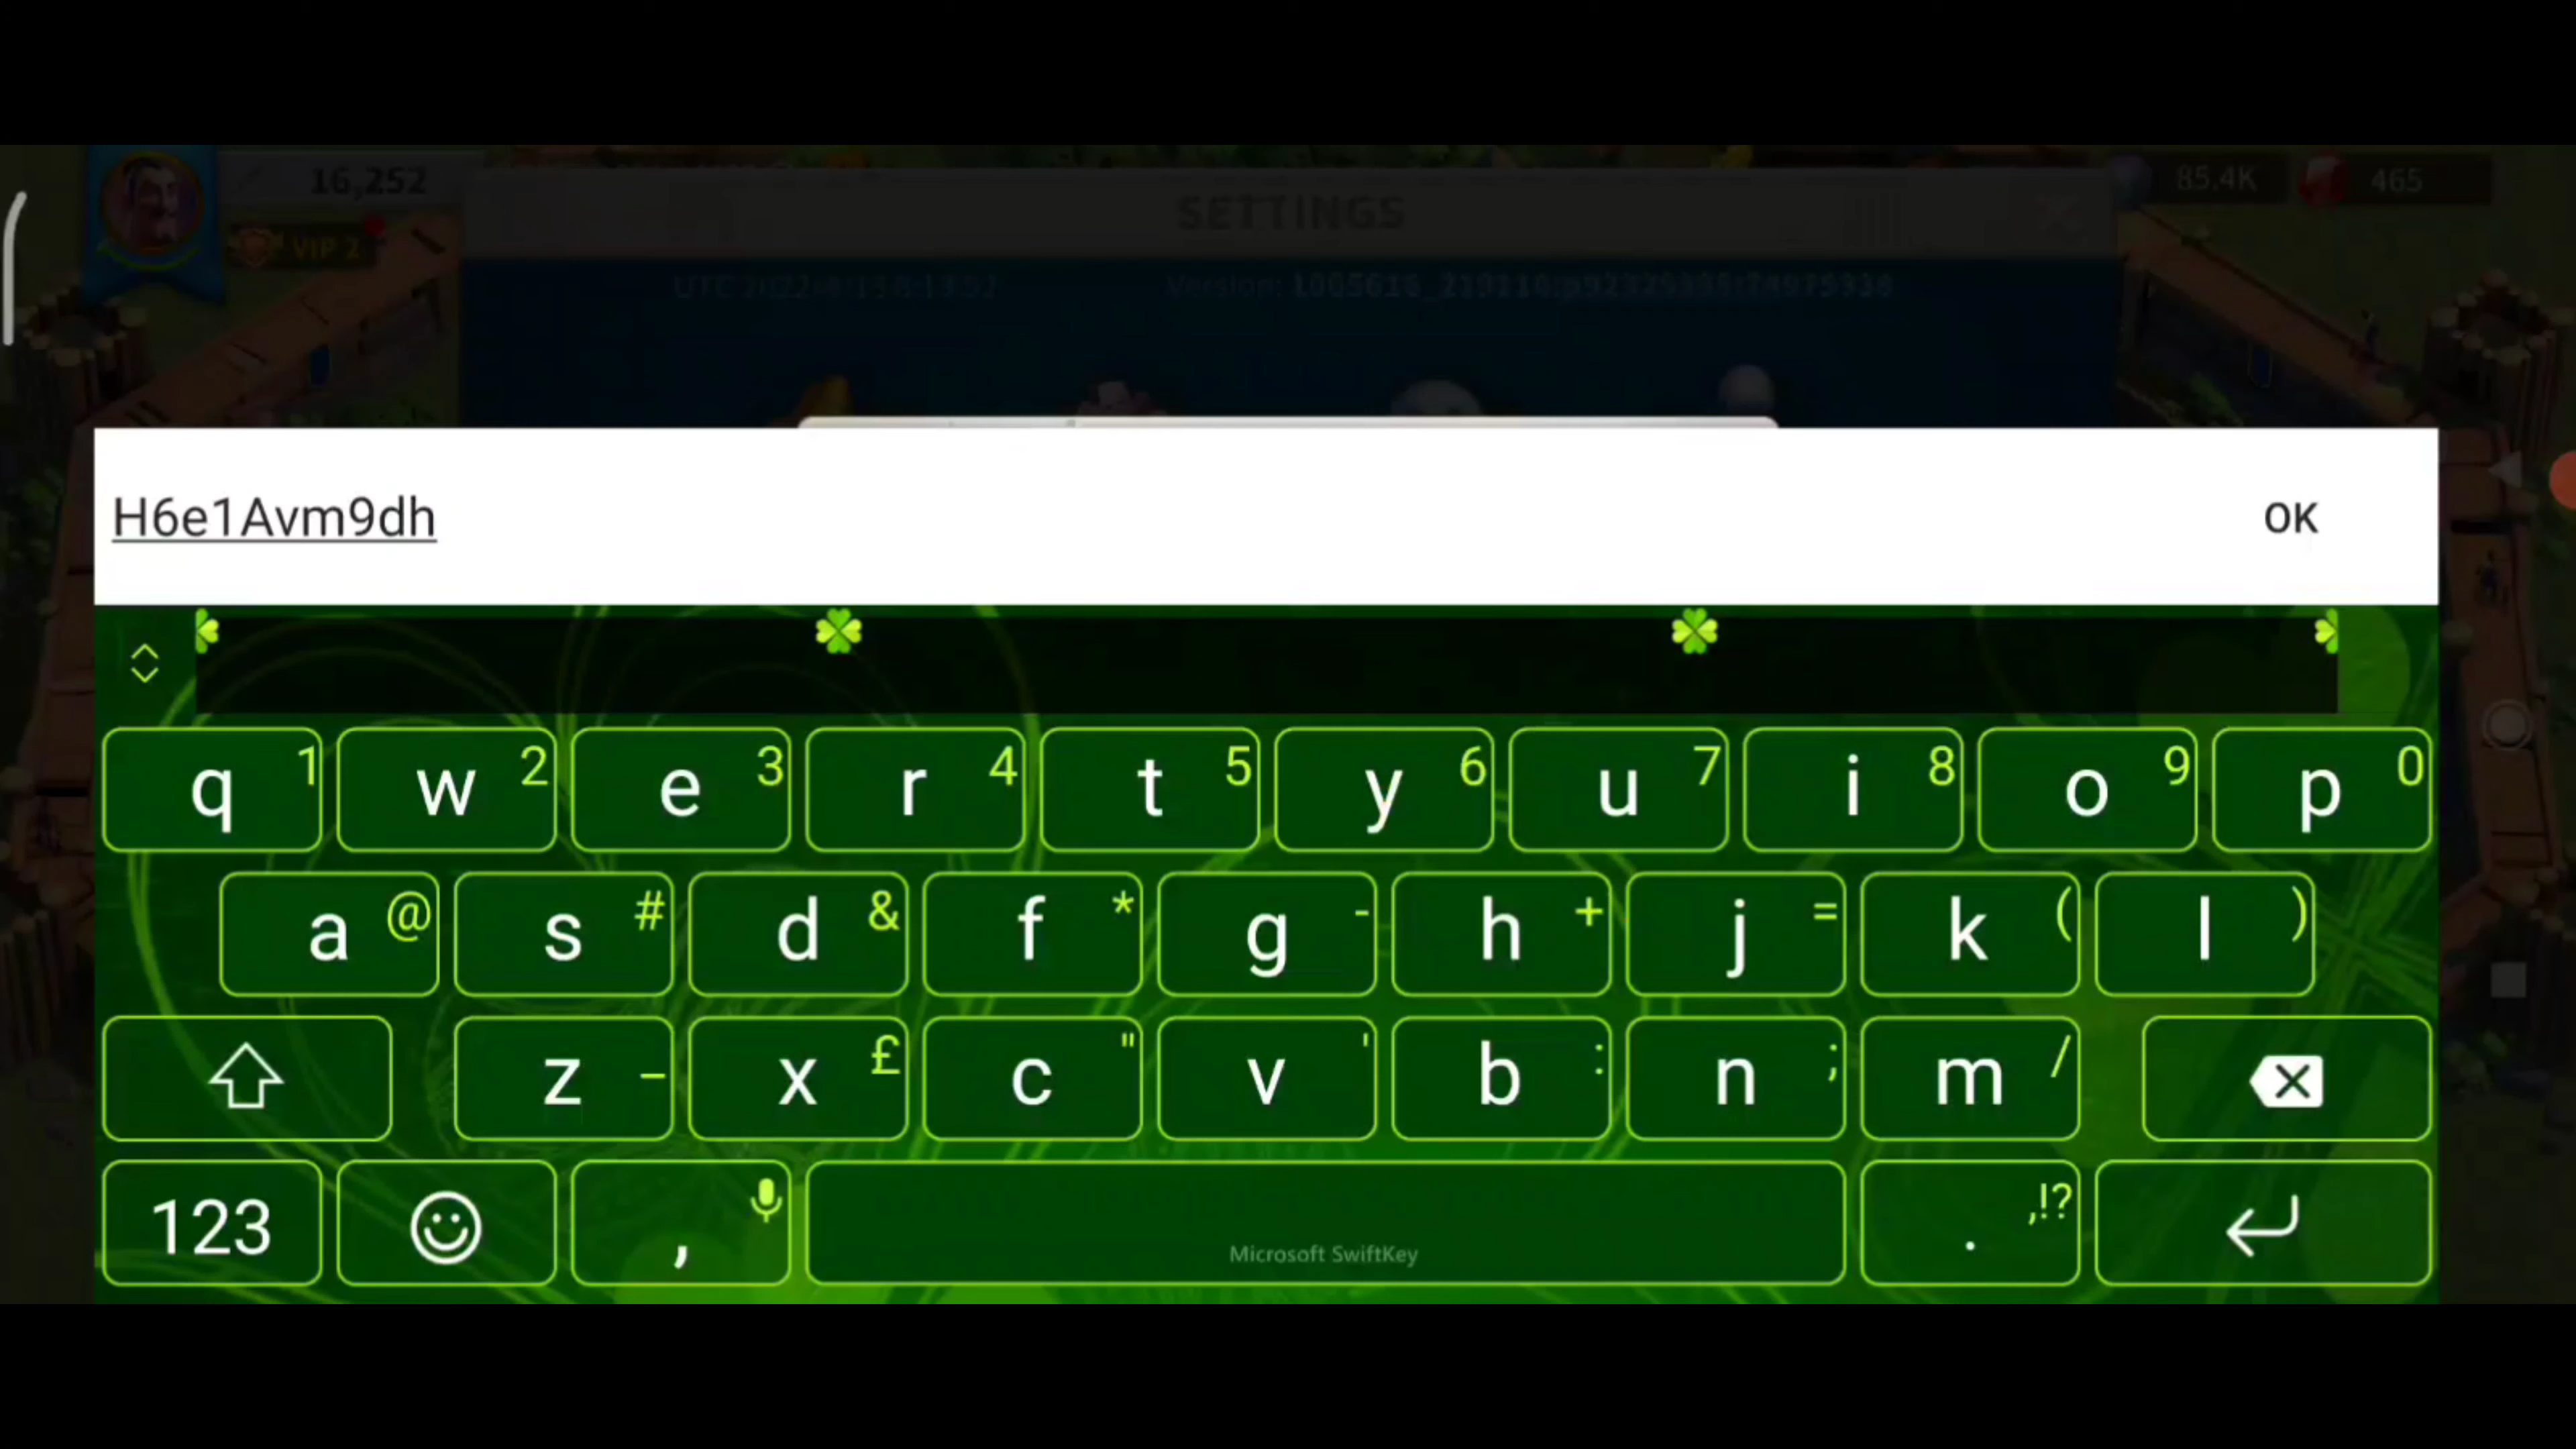 16,252
85.4K
465
SETTINGS
VIP 2
H6e1Avm9dh
OK
q 1 w 2 e 3 r 4 t 5 y 6 u 7 i 8 o 9 p 0
a @ s # d & f * g - h + j = k ( l )
z _ x £ c " v ' b : n ; m /
123 , . ,!?
Microsoft SwiftKey